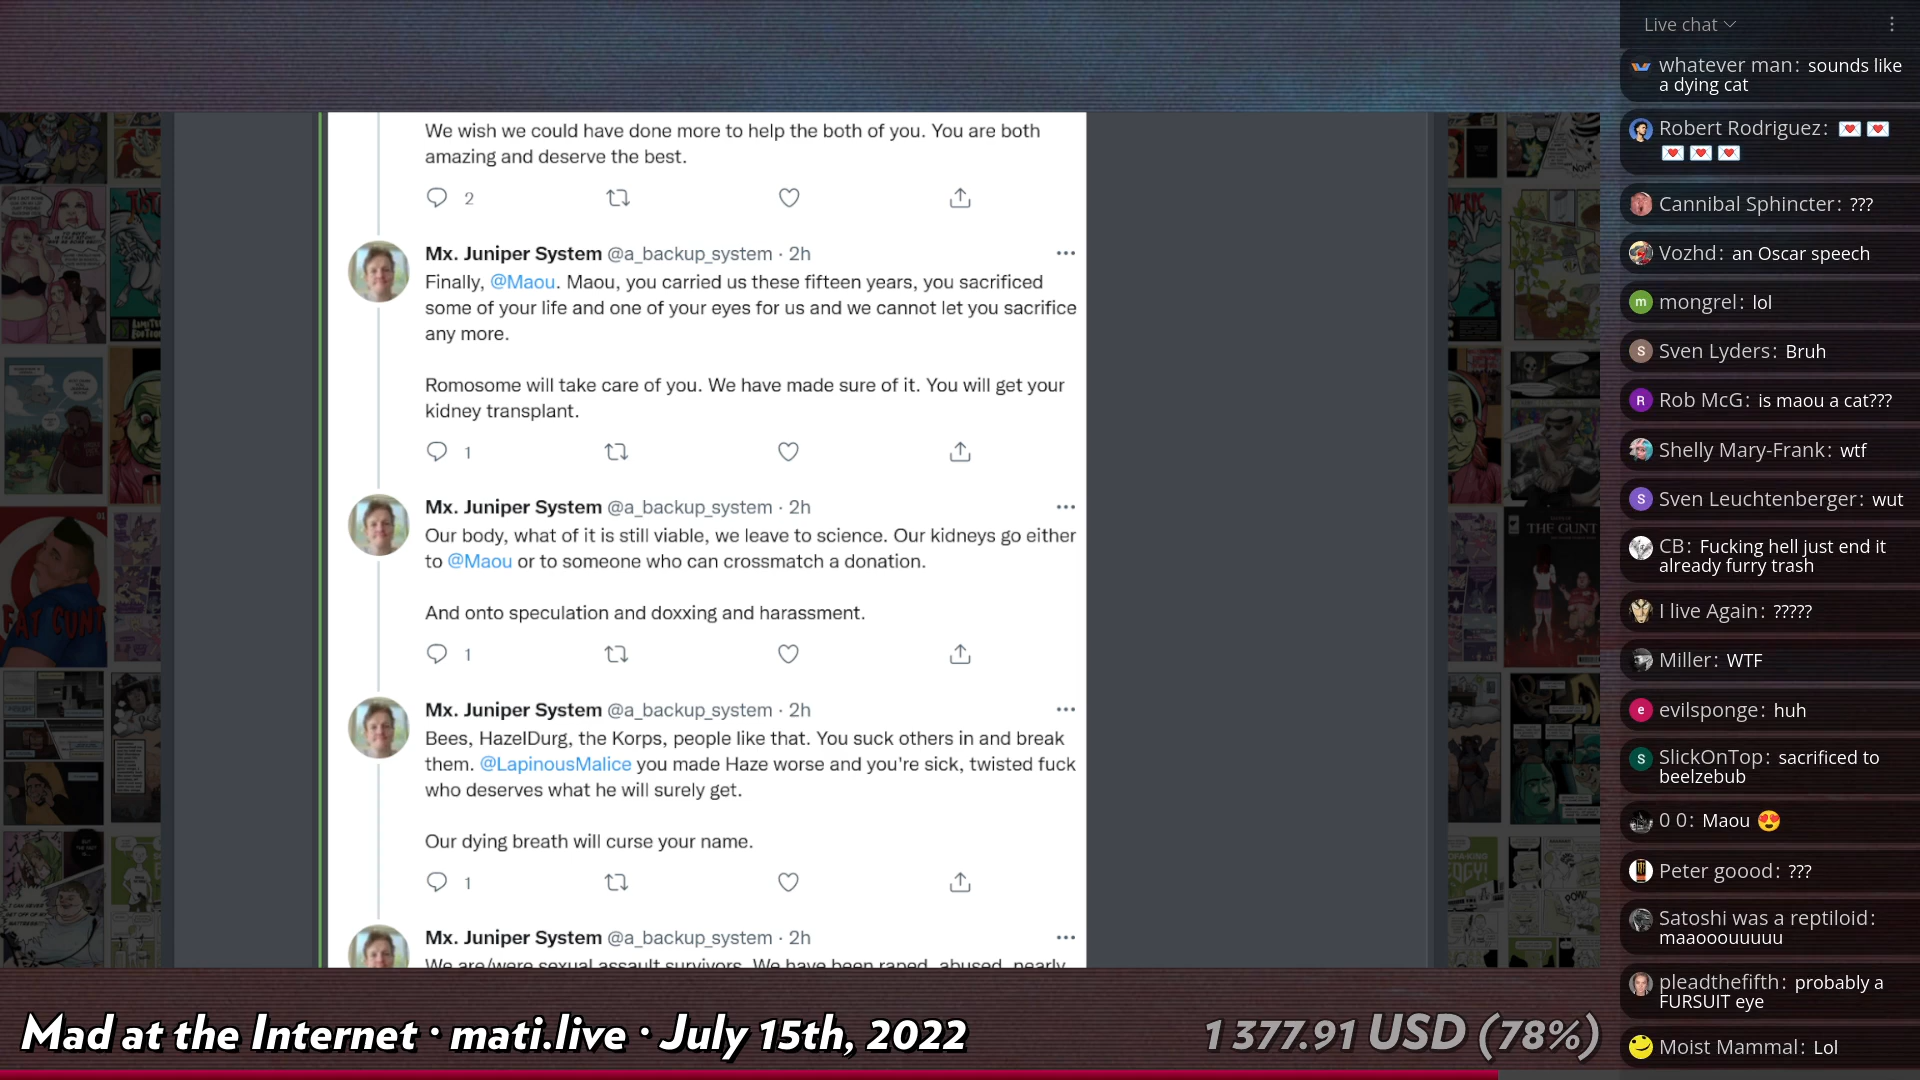 We wish we could have done more to help the both of you. You are both
amazing and deserve the best.
2
Mx. Juniper System @a_backup_system · 2h
Finally, @Maou. Maou, you carried us these fifteen years, you sacrificed
some of your life and one of your eyes for us and we cannot let you sacrifice
any more.
Romosome will take care of you. We have made sure of it. You will get your
kidney transplant.
1
Mx. Juniper System @a_backup_system · 2h
Our body, what of it is still viable, we leave to science. Our kidneys go either
to @Maou or to someone who can crossmatch a donation.
And onto speculation and doxxing and harassment.
1
Mx. Juniper System @a_backup_system · 2h
Bees, HazelDurg, the Korps, people like that. You suck others in and break
them. @LapinousMalice you made Haze worse and you're sick, twisted fuck
who deserves what he will surely get.
Our dying breath will curse your name.
1
Mx. Juniper System @a_backup_system · 2h
We are/were sexual assault survivors. We have been raped, abused, nearly
FAT CUNT
01
THE GUNT
Mad at the Internet · mati.live · July 15th, 2022
1 377.91 USD (78%)
Live chat
whatever man: sounds like
a dying cat
Robert Rodriguez: 💌 💌
💌 💌 💌
Cannibal Sphincter: ???
Vozhd: an Oscar speech
m mongrel: lol
S Sven Lyders: Bruh
R Rob McG: is maou a cat???
Shelly Mary-Frank: wtf
S Sven Leuchtenberger: wut
CB: Fucking hell just end it
already furry trash
I live Again: ?????
Miller: WTF
e evilsponge: huh
S SlickOnTop: sacrificed to
beelzebub
0 0: Maou 😍
Peter goood: ???
Satoshi was a reptiloid:
maaooouuuuu
pleadthefifth: probably a
FURSUIT eye
Moist Mammal: Lol